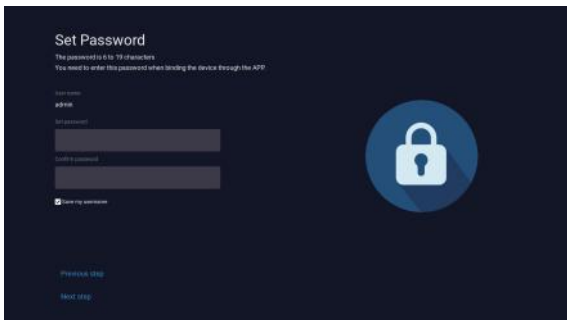 Set Password
The password is 6 to 19 characters
You need to enter this password when binding the device through the APP.
User name
admin
Set password
Confirm password
Save my username
Previous step
Next step